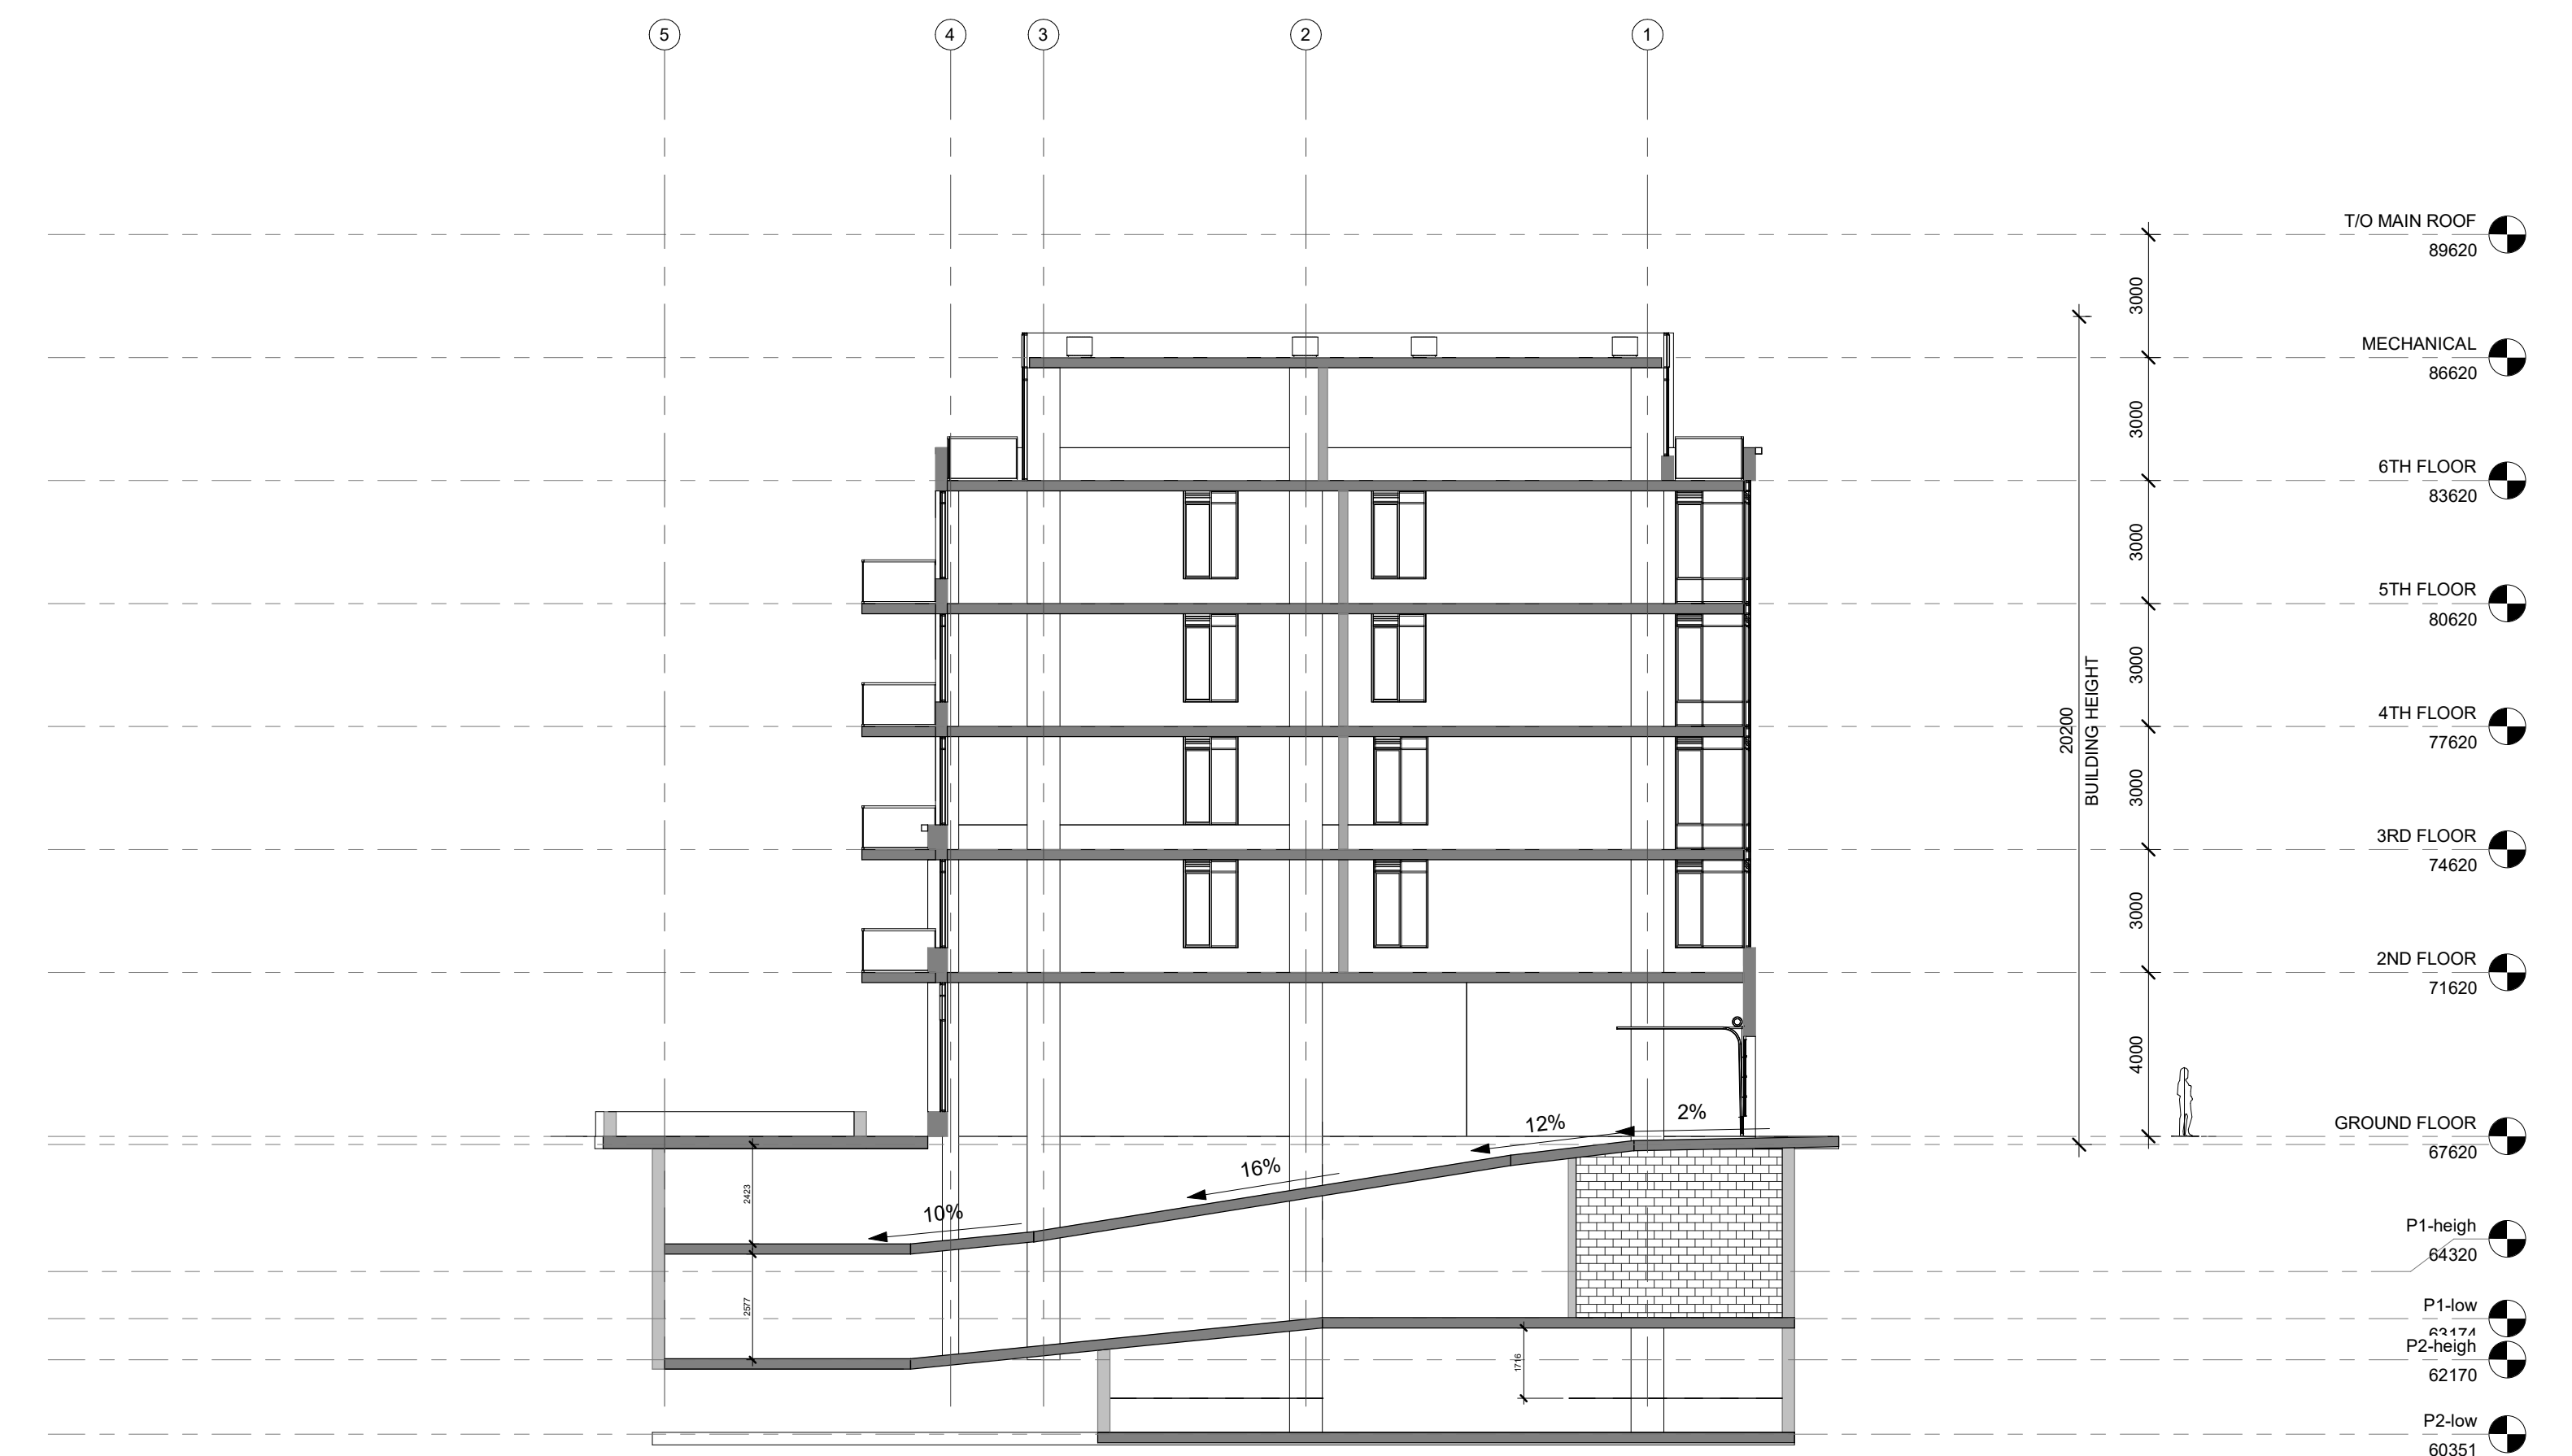 5
4
3
2
1
T/O MAIN ROOF
89620
3000
MECHANICAL
86620
3000
6TH FLOOR
83620
3000
5TH FLOOR
80620
3000
4TH FLOOR
77620
20200
BUILDING HEIGHT
3000
3RD FLOOR
74620
3000
2ND FLOOR
71620
4000
2%
12%
16%
10%
GROUND FLOOR
67620
2423
P1-heigh
64320
2577
P1-low
63174
P2-heigh
62170
1716
P2-low
60351